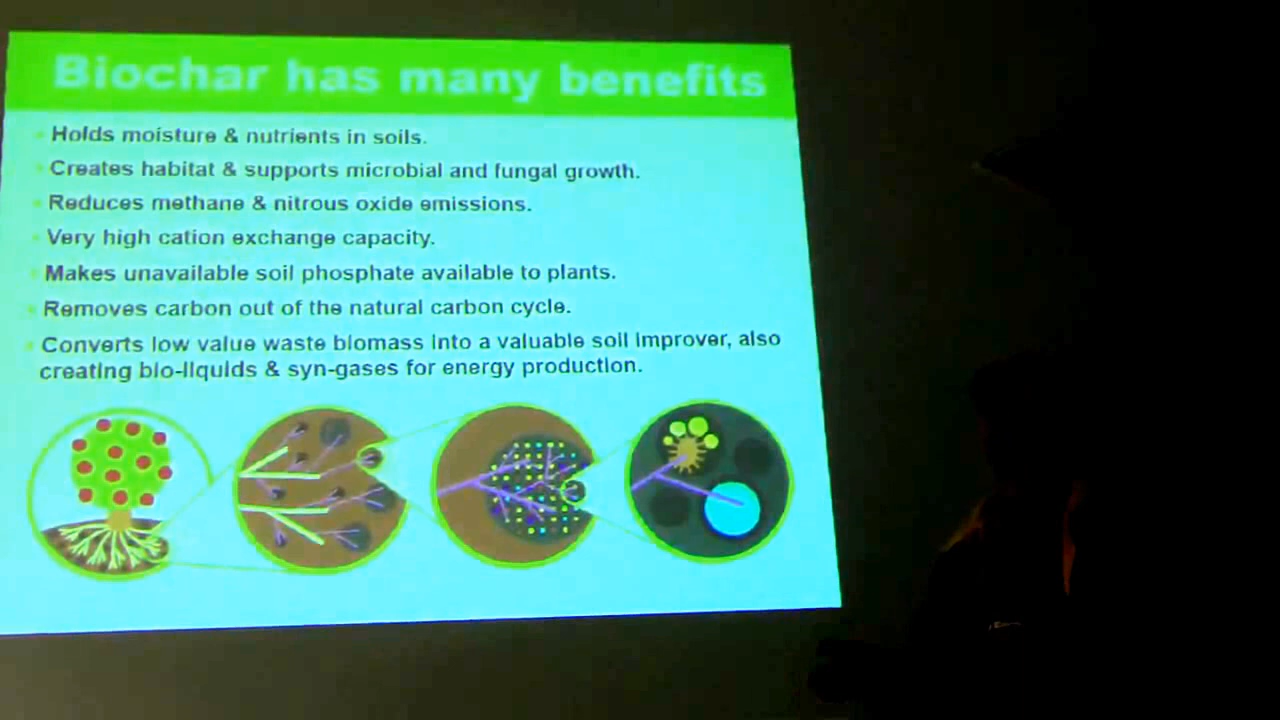 Biochar has many benefits
Holds moisture & nutrients in soils.
Creates habitat & supports microbial and fungal growth.
Reduces methane & nitrous oxide emissions.
Very high cation exchange capacity.
Makes unavailable soil phosphate available to plants.
Removes carbon out of the natural carbon cycle.
Converts low value waste biomass into a valuable soil improver, also
creating bio-liquids & syn-gases for energy production.